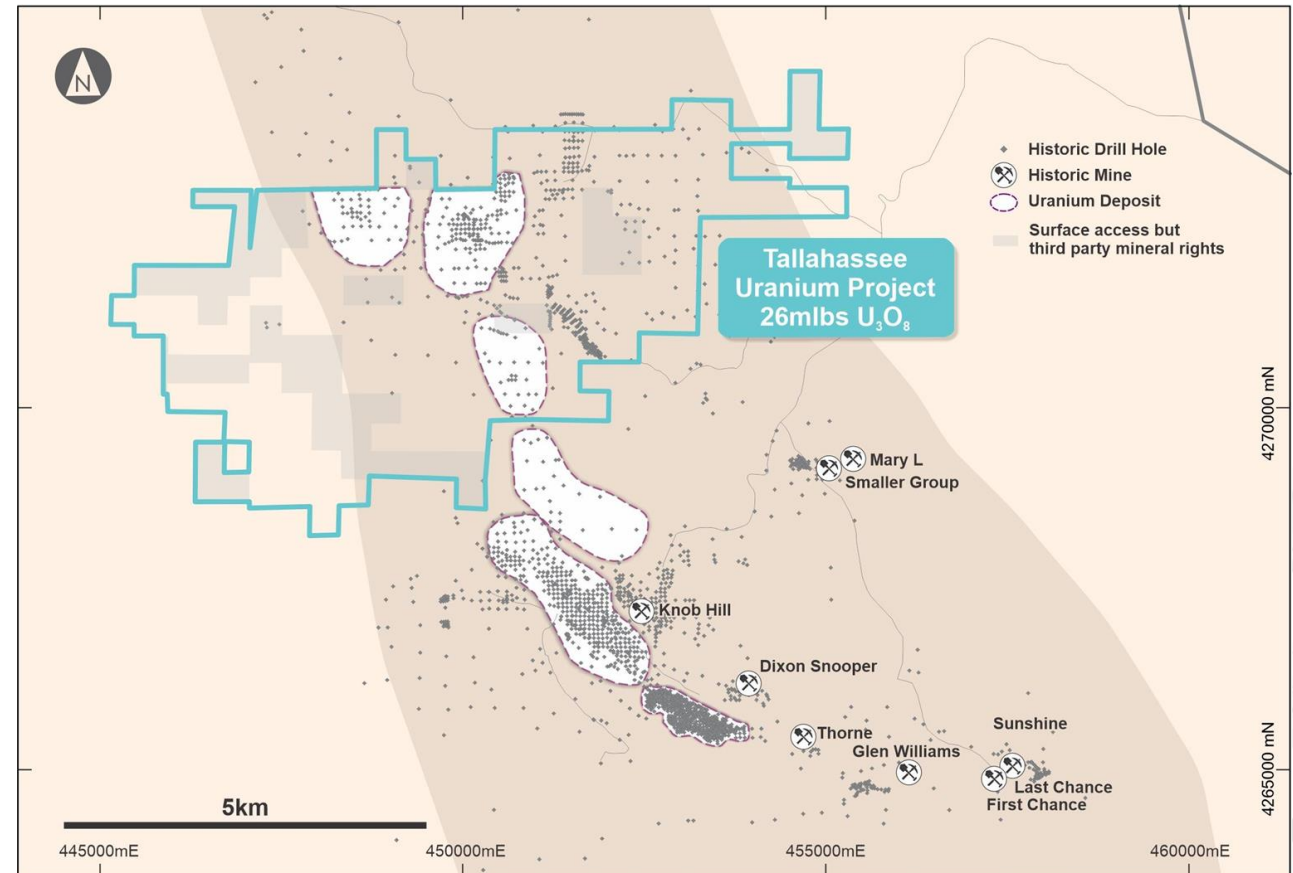 N
Historic Drill Hole
Historic Mine
Uranium Deposit
Surface access but
third party mineral rights
Tallahassee
Uranium Project
26mlbs U₃O₈
4270000 mN
Mary L
Smaller Group
Knob Hill
Dixon Snooper
Thorne
Glen Williams
Sunshine
Last Chance
First Chance
4265000 mN
5km
445000mE
450000mE
455000mE
460000mE